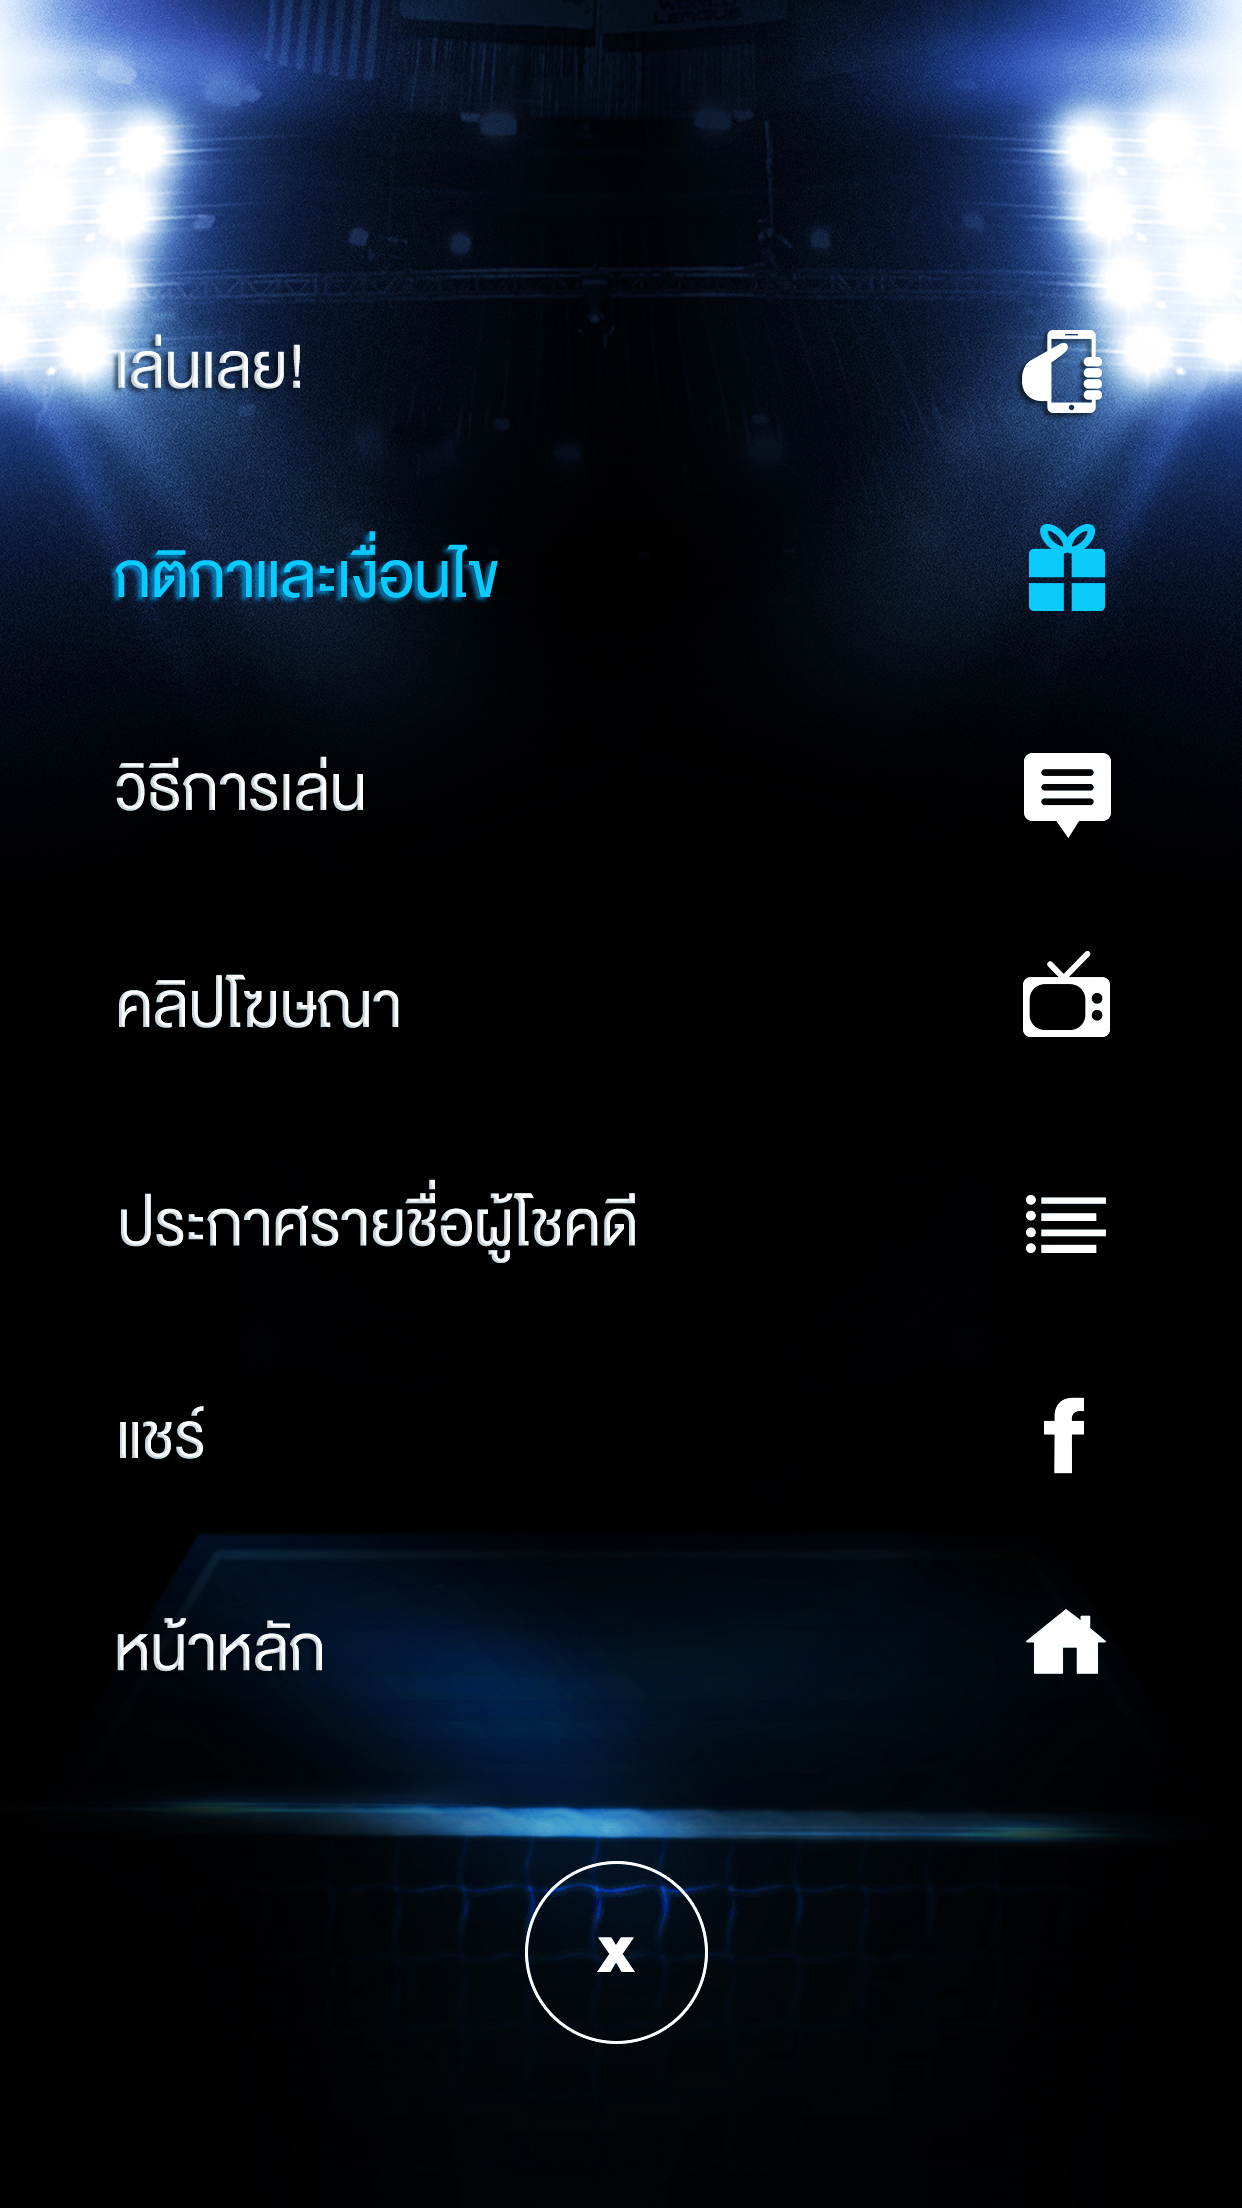 WORLD
LEAGUE
เล่นเลย!
กติกาและเงื่อนไข
วิธีการเล่น
คลิปโฆษณา
ประกาศรายชื่อผู้โชคดี
แชร์
f
หน้าหลัก
x